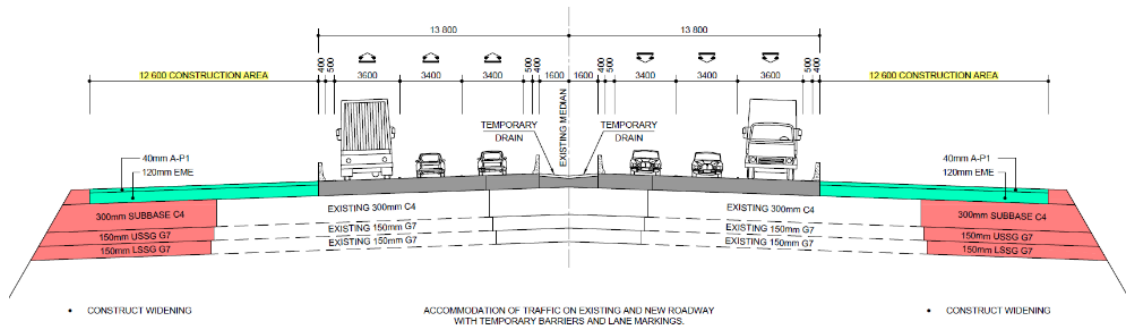 13 800 13 800
12 600 CONSTRUCTION AREA 400 500 3600 3400 3400 500 400 1600 1600 400 500 3400 3400 3600 500 400 12 600 CONSTRUCTION AREA
EXISTING MEDIAN
TEMPORARY DRAIN
TEMPORARY DRAIN
40mm A-P1 40mm A-P1
120mm EME 120mm EME
300mm SUBBASE C4 EXISTING 300mm C4 EXISTING 300mm C4 300mm SUBBASE C4
150mm USSG G7 EXISTING 150mm G7 EXISTING 150mm G7 150mm USSG G7
150mm LSSG G7 EXISTING 150mm G7 EXISTING 150mm G7 150mm LSSG G7
• CONSTRUCT WIDENING ACCOMMODATION OF TRAFFIC ON EXISTING AND NEW ROADWAY • CONSTRUCT WIDENING
WITH TEMPORARY BARRIERS AND LANE MARKINGS.